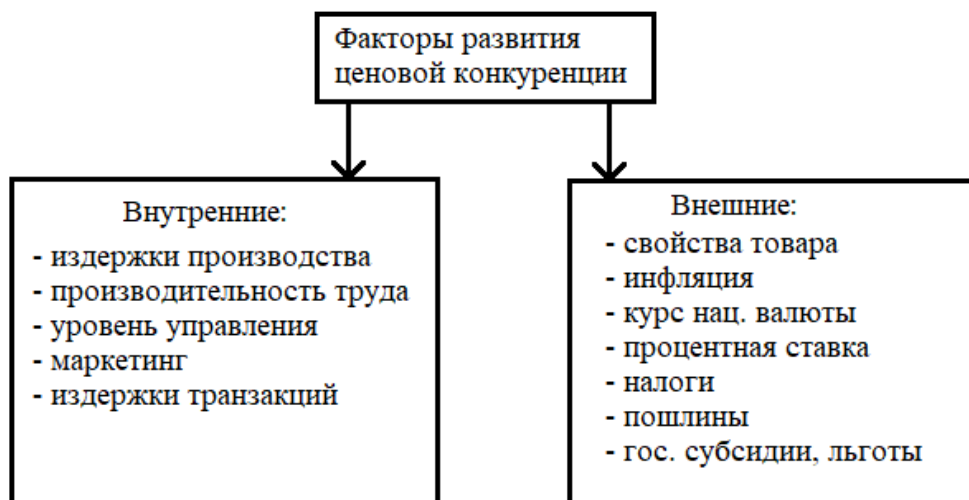 Факторы развития
ценовой конкуренции
Внутренние:
- издержки производства
- производительность труда
- уровень управления
- маркетинг
- издержки транзакций
Внешние:
- свойства товара
- инфляция
- курс нац. валюты
- процентная ставка
- налоги
- пошлины
- гос. субсидии, льготы